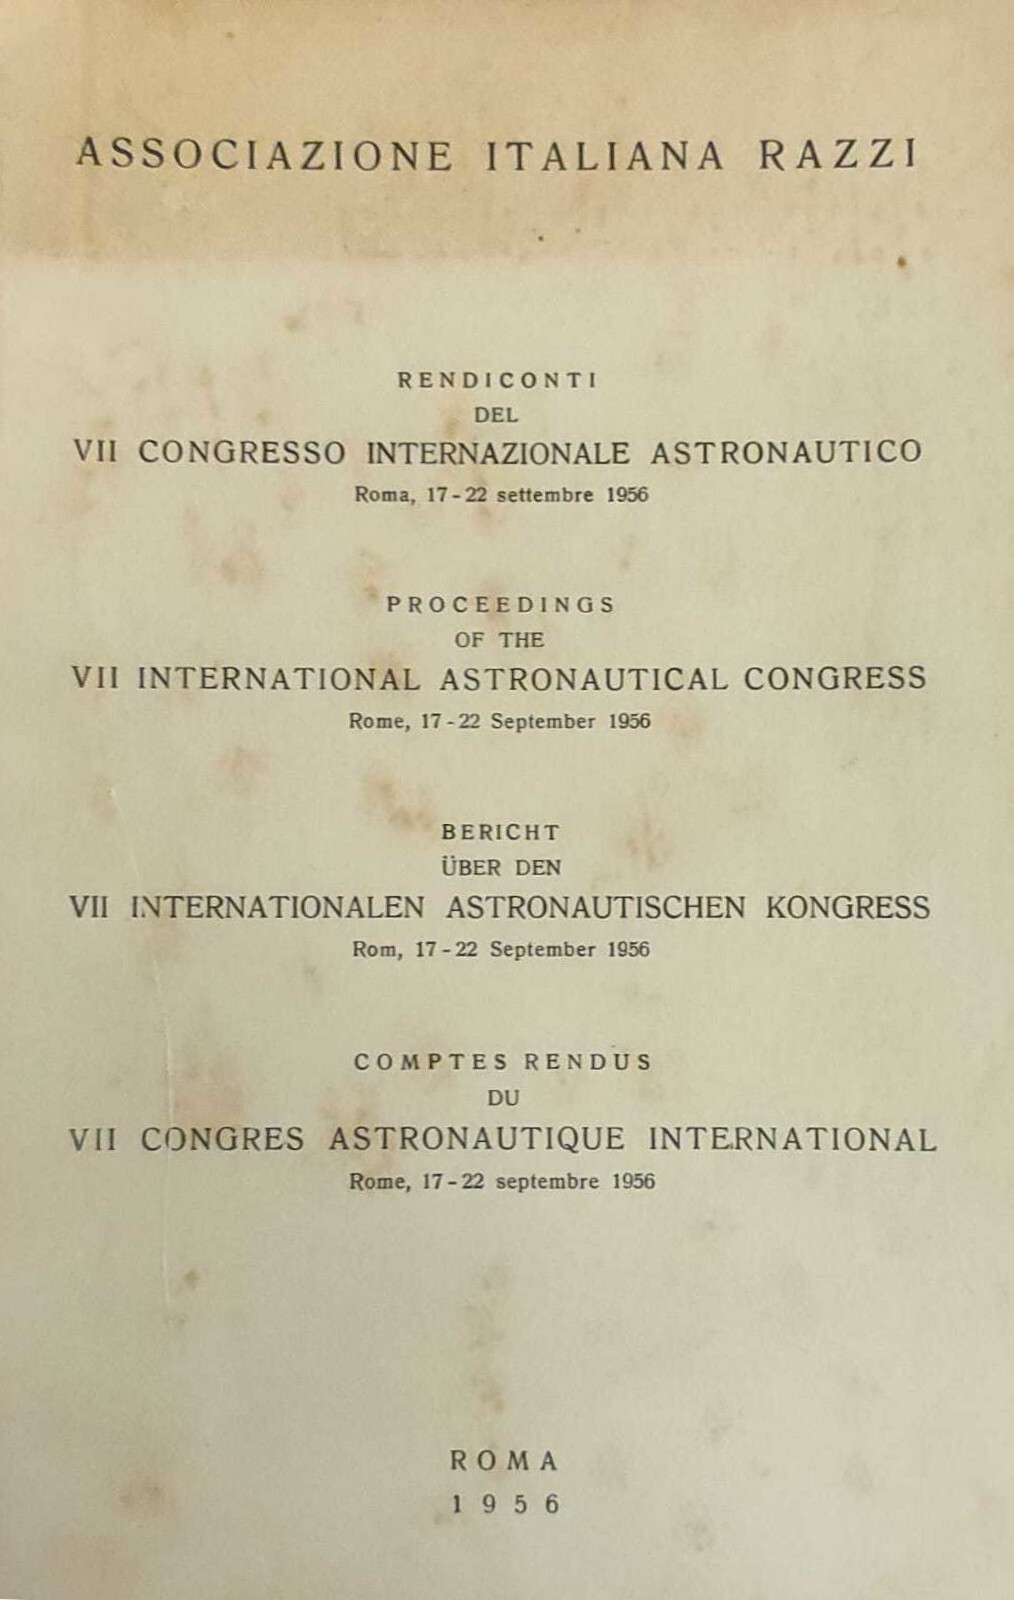 ASSOCIAZIONE ITALIANA RAZZI
RENDICONTI
DEL
VII CONGRESSO INTERNAZIONALE ASTRONAUTICO
Roma, 17-22 settembre 1956
PROCEEDINGS
OF THE
VII INTERNATIONAL ASTRONAUTICAL CONGRESS
Rome, 17-22 September 1956
BERICHT
ÜBER DEN
VII INTERNATIONALEN ASTRONAUTISCHEN KONGRESS
Rom, 17-22 September 1956
COMPTES RENDUS
DU
VII CONGRES ASTRONAUTIQUE INTERNATIONAL
Rome, 17-22 septembre 1956
ROMA
1956